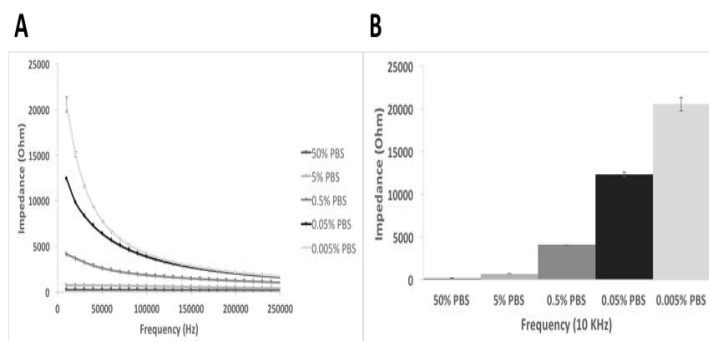 A
B
25000
20000
15000
10000
5000
0
Impedance (Ohm)
0 50000 100000 150000 200000 250000
Frequency (Hz)
50% PBS
5% PBS
0.5% PBS
0.05% PBS
0.005% PBS
25000
20000
15000
10000
5000
0
Impedance (Ohm)
50% PBS 5% PBS 0.5% PBS 0.05% PBS 0.005% PBS
Frequency (10 KHz)